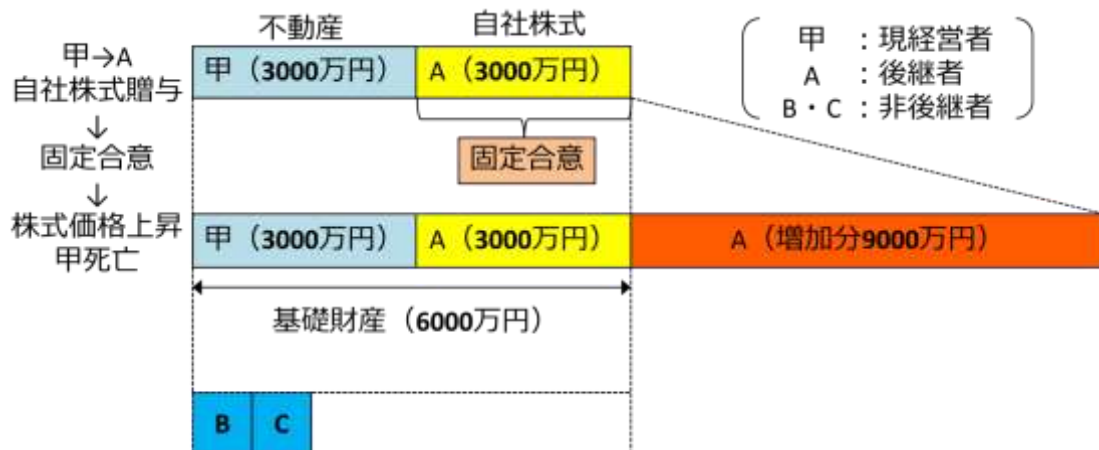 不動産
自社株式
甲→A
自社株式贈与
↓
固定合意
↓
株式価格上昇
甲死亡
甲（3000万円）
A（3000万円）
固定合意
甲　：現経営者
A　：後継者
B・C　：非後継者
甲（3000万円）
A（3000万円）
A（増加分9000万円）
基礎財産（6000万円）
B
C